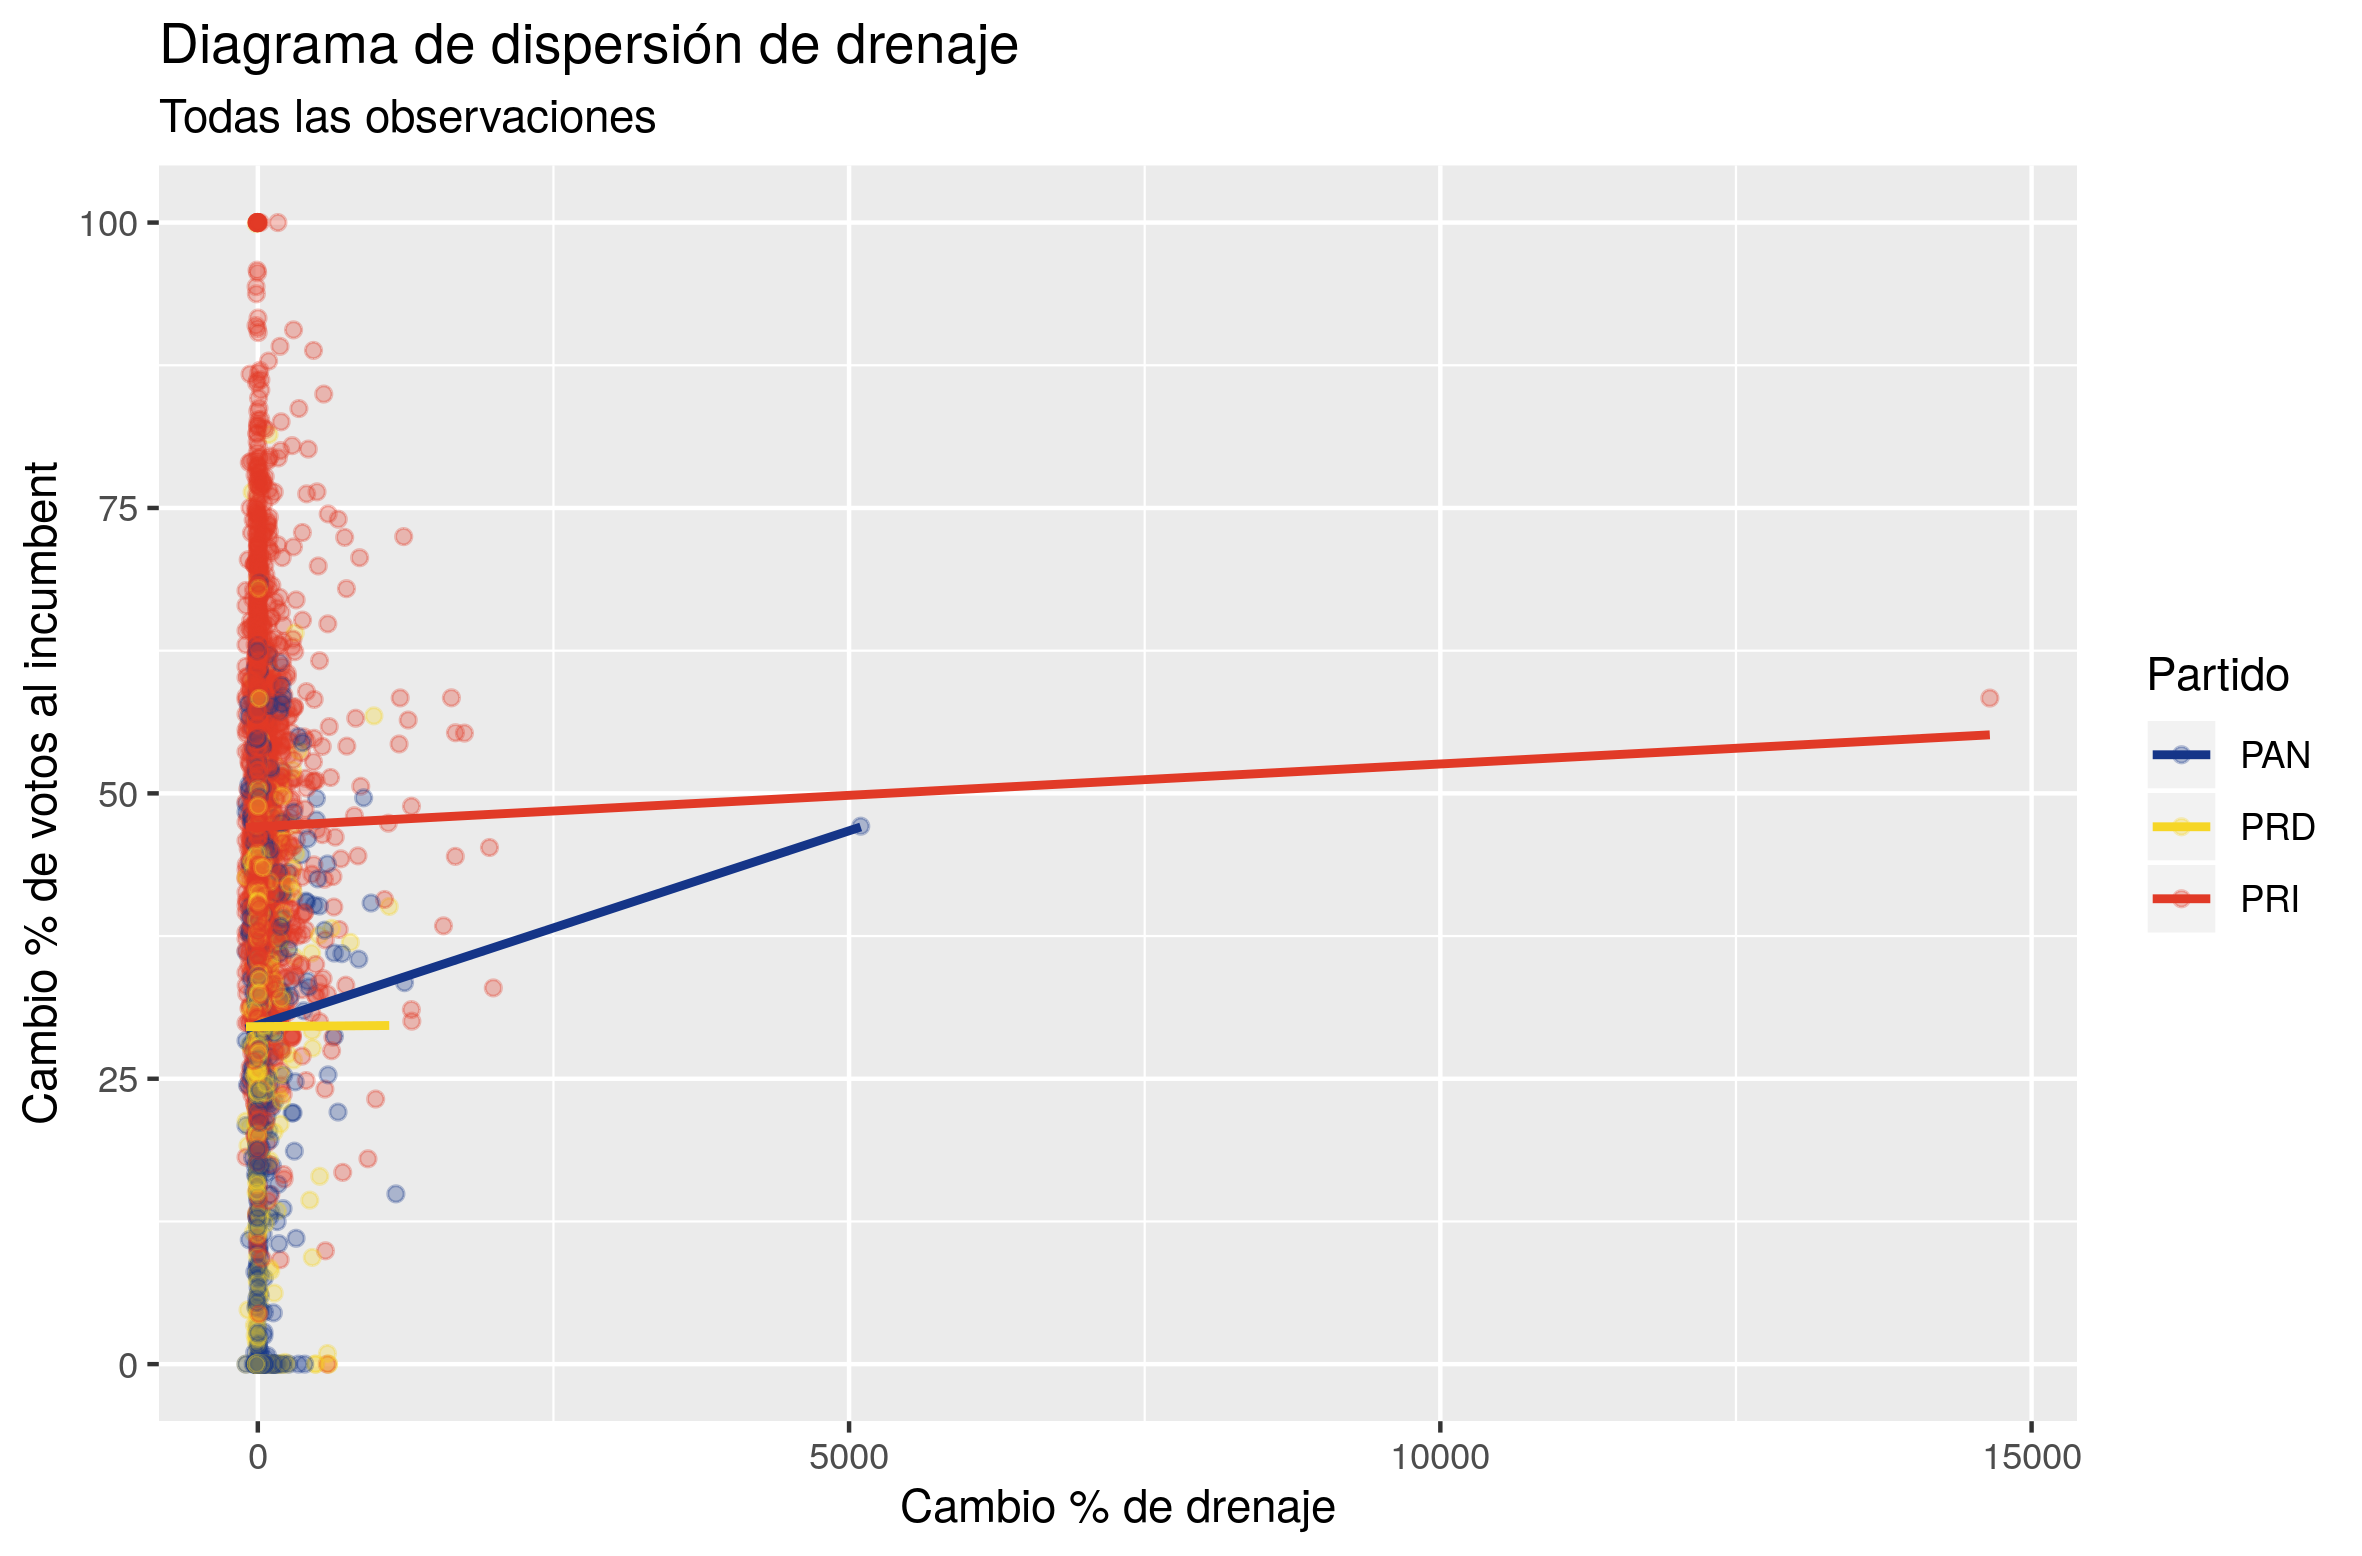 Diagrama de dispersión de drenaje
Todas las observaciones
Cambio % de votos al incumbent
100
75
50
25
0
0
5000
10000
15000
Cambio % de drenaje
Partido
PAN
PRD
PRI